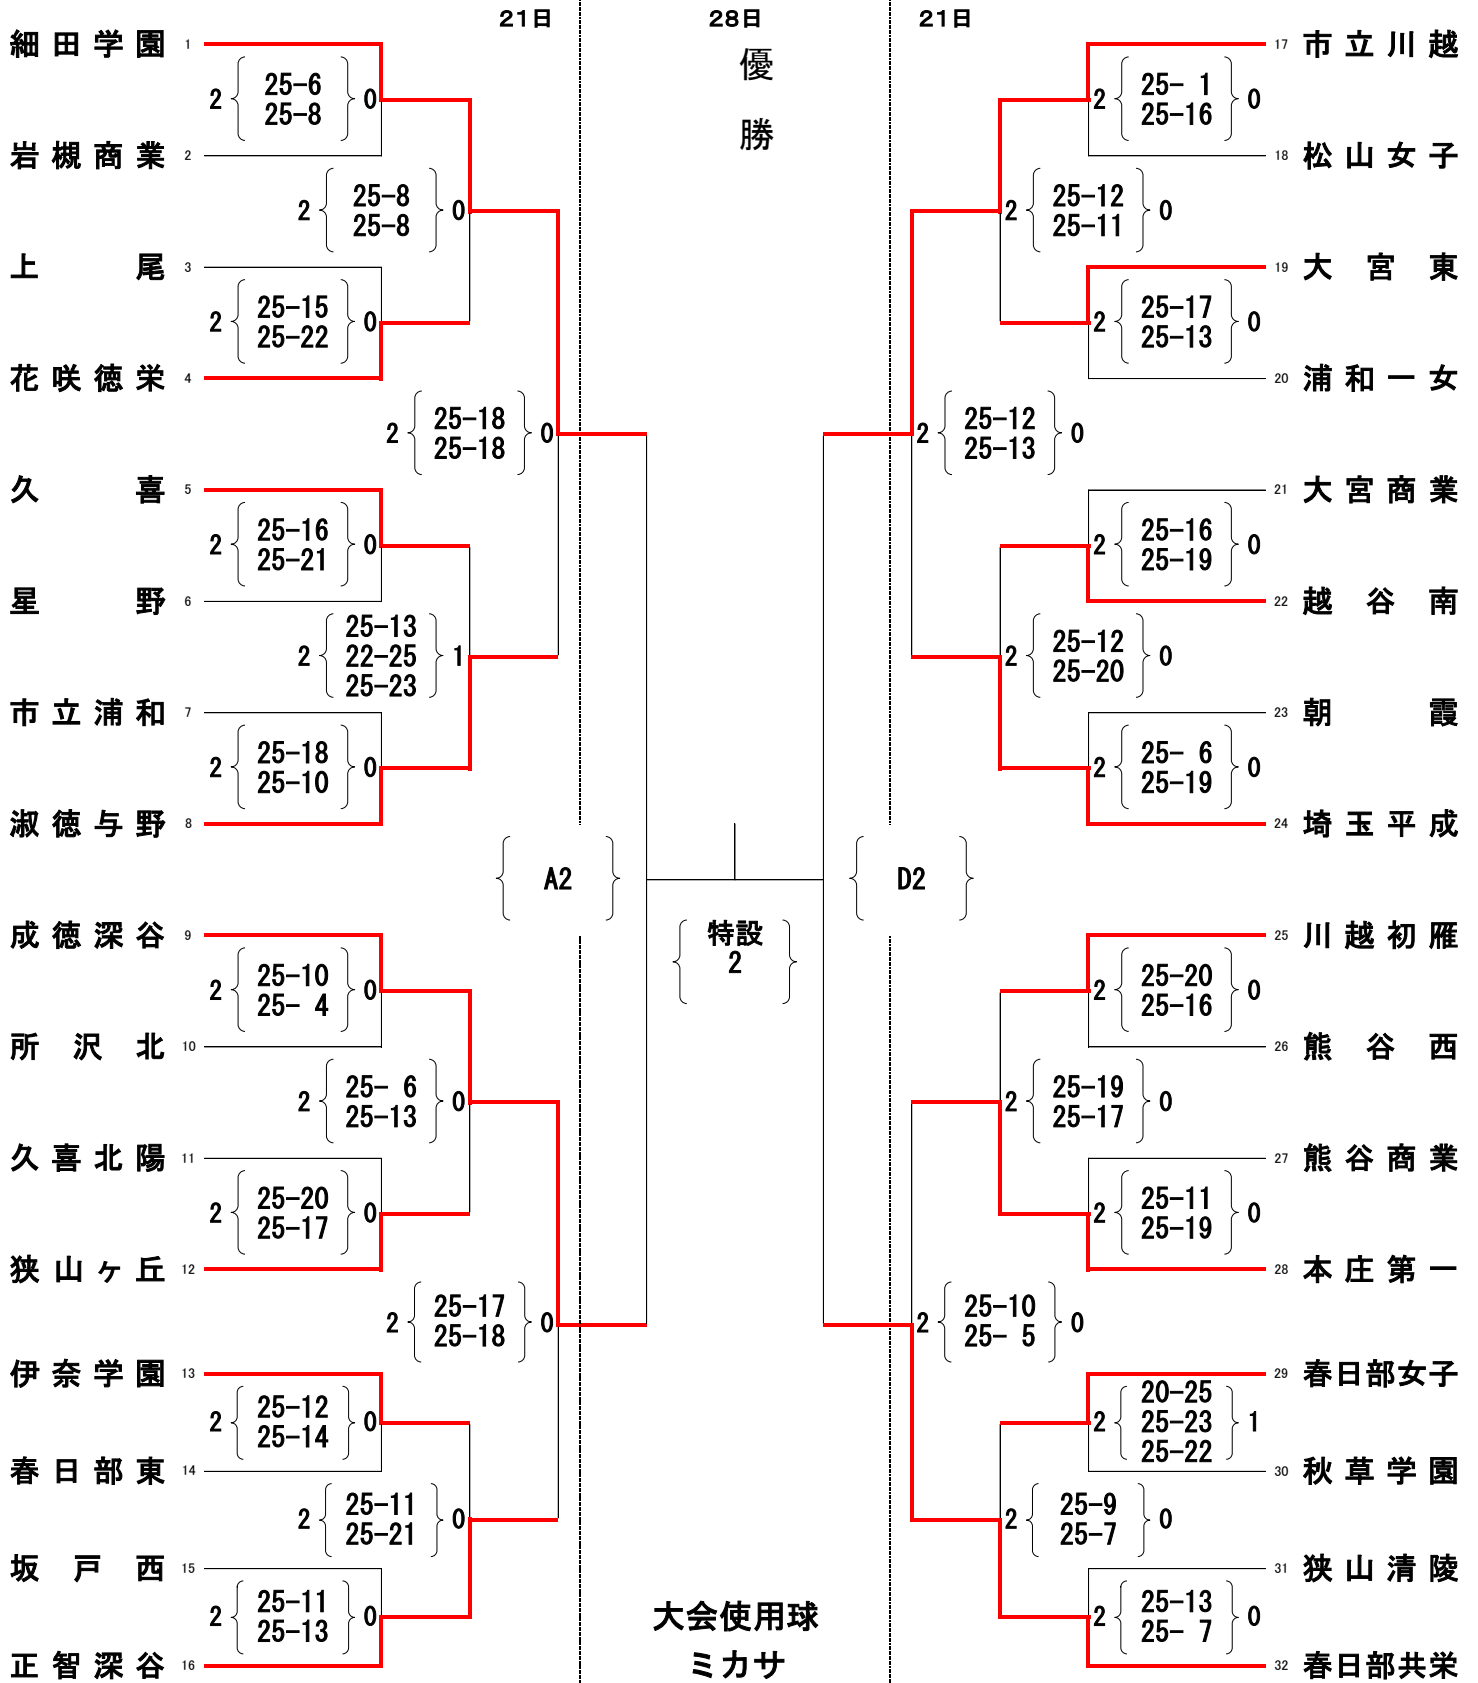 21日 28日 21日
優
勝
細田学園 1
2 25-6 0
25-8
岩槻商業 2
2 25-8 0
25-8
上尾 3
2 25-15 0
25-22
花咲徳栄 4
2 25-18 0
25-18
久喜 5
2 25-16 0
25-21
星野 6
2 25-13 1
22-25
25-23
市立浦和 7
2 25-18 0
25-10
淑徳与野 8
A2
成徳深谷 9
2 25-10 0
25- 4
所沢北 10
2 25- 6 0
25-13
久喜北陽 11
2 25-20 0
25-17
狭山ヶ丘 12
2 25-17 0
25-18
伊奈学園 13
2 25-12 0
25-14
春日部東 14
2 25-11 0
25-21
坂戸西 15
2 25-11 0
25-13
正智深谷 16
特設
2
大会使用球
ミカサ
17 市立川越
2 25- 1 0
25-16
18 松山女子
2 25-12 0
25-11
19 大宮東
2 25-17 0
25-13
20 浦和一女
2 25-12 0
25-13
21 大宮商業
2 25-16 0
25-19
22 越谷南
2 25-12 0
25-20
23 朝霞
2 25- 6 0
25-19
24 埼玉平成
D2
25 川越初雁
2 25-20 0
25-16
26 熊谷西
2 25-19 0
25-17
27 熊谷商業
2 25-11 0
25-19
28 本庄第一
2 25-10 0
25- 5
29 春日部女子
2 20-25 1
25-23
25-22
30 秋草学園
2 25-9 0
25-7
31 狭山清陵
2 25-13 0
25- 7
32 春日部共栄